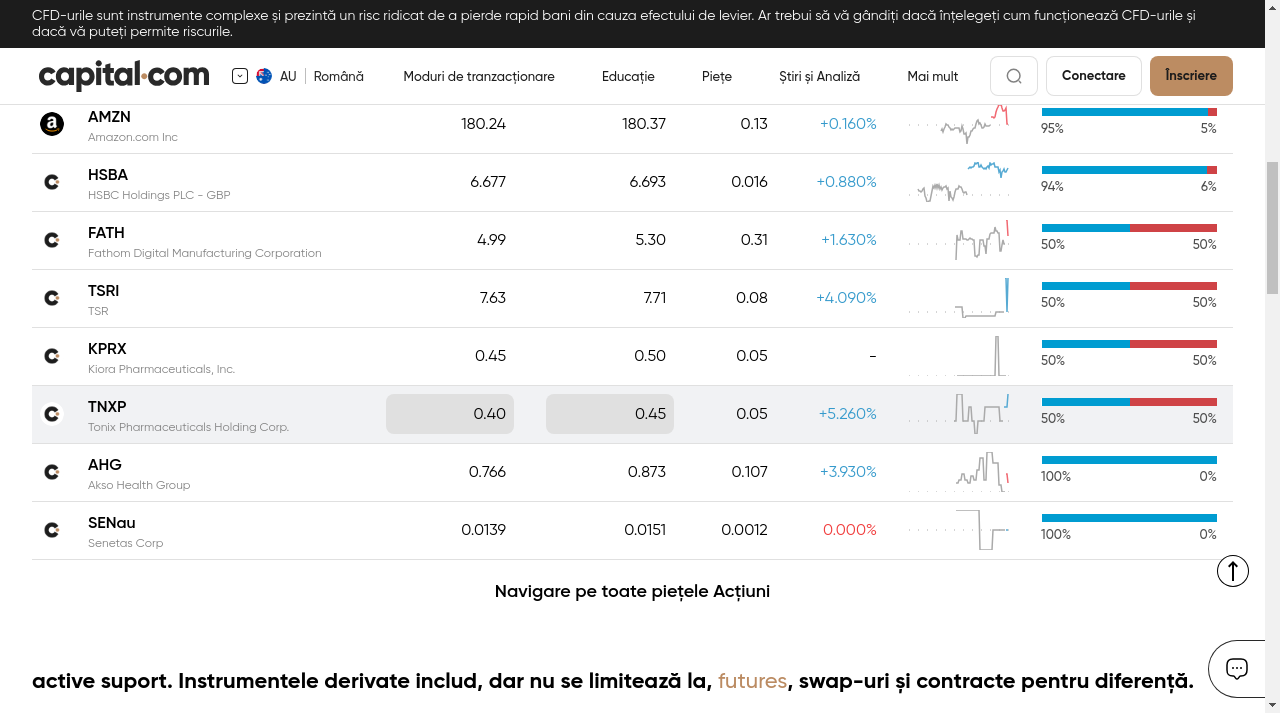 CFD-urile sunt instrumente complexe și prezintă un risc ridicat de a pierde rapid bani din cauza efectului de levier. Ar trebui să vă gândiți dacă înțelegeți cum funcționează CFD-urile și
dacă vă puteți permite riscurile.
capital.com AU Română Moduri de tranzacționare Educație Piețe Știri și Analiză Mai mult Conectare Înscriere
AMZN 180.24 180.37 0.13 +0.160%
Amazon.com Inc 95% 5%
HSBA 6.677 6.693 0.016 +0.880%
HSBC Holdings PLC - GBP 94% 6%
FATH 4.99 5.30 0.31 +1.630%
Fathom Digital Manufacturing Corporation 50% 50%
TSRI 7.63 7.71 0.08 +4.090%
TSR 50% 50%
KPRX 0.45 0.50 0.05 -
Kiora Pharmaceuticals, Inc. 50% 50%
TNXP 0.40 0.45 0.05 +5.260%
Tonix Pharmaceuticals Holding Corp. 50% 50%
AHG 0.766 0.873 0.107 +3.930%
Akso Health Group 100% 0%
SENau 0.0139 0.0151 0.0012 0.000%
Senetas Corp 100% 0%
Navigare pe toate piețele Acțiuni
active suport. Instrumentele derivate includ, dar nu se limitează la, futures, swap-uri și contracte pentru diferență.